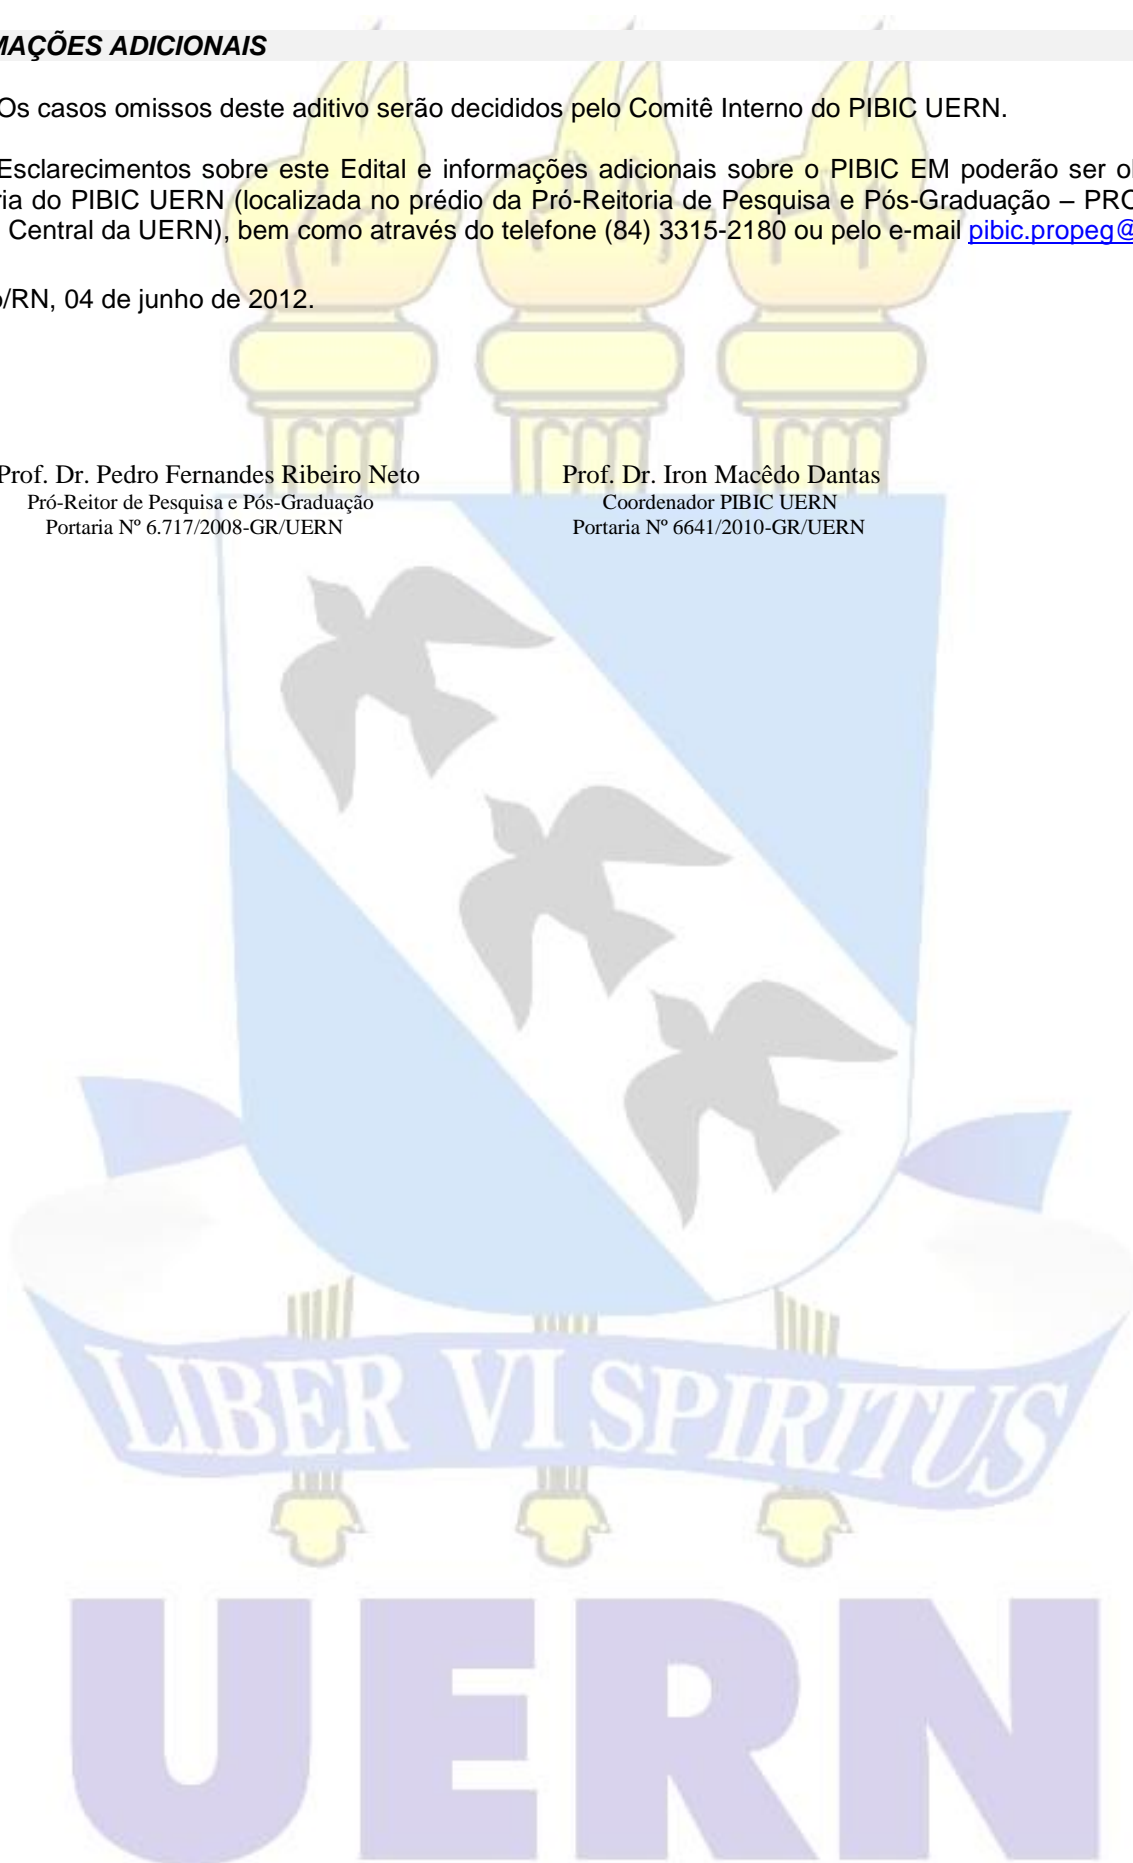 MAÇÕES ADICIONAIS
Os casos omissos deste aditivo serão decididos pelo Comitê Interno do PIBIC UERN.
Esclarecimentos sobre este Edital e informações adicionais sobre o PIBIC EM poderão ser o
ria do PIBIC UERN (localizada no prédio da Pró-Reitoria de Pesquisa e Pós-Graduação – PRO
Central da UERN), bem como através do telefone (84) 3315-2180 ou pelo e-mail pibic.propeg@
o/RN, 04 de junho de 2012.
Prof. Dr. Pedro Fernandes Ribeiro Neto
Pró-Reitor de Pesquisa e Pós-Graduação
Portaria Nº 6.717/2008-GR/UERN
Prof. Dr. Iron Macêdo Dantas
Coordenador PIBIC UERN
Portaria Nº 6641/2010-GR/UERN
LIBER VI SPIRITUS
UERN